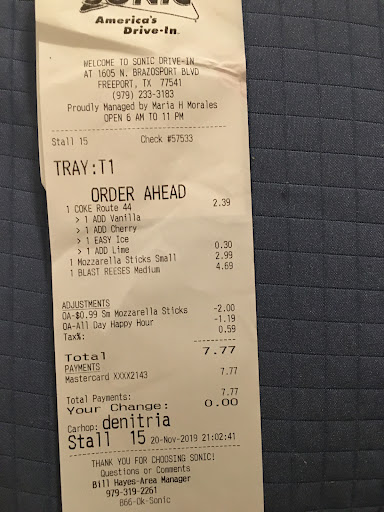 SONIC
America's
Drive-In.
WELCOME TO SONIC DRIVE-IN
AT 1605 N. BRAZOSPORT BLVD
FREEPORT, TX 77541
(979) 233-3183
Proudly Managed by Maria H Morales
OPEN 6 AM TO 11 PM
Stall 15 Check #57533
TRAY:T1
ORDER AHEAD
1 COKE Route 44 2.39
> 1 ADD Vanilla
> 1 ADD Cherry
> 1 EASY Ice
> 1 ADD Lime 0.30
1 Mozzarella Sticks Small 2.99
1 BLAST REESES Medium 4.69
ADJUSTMENTS
OA-$0.99 Sm Mozzarella Sticks -2.00
OA-All Day Happy Hour -1.19
Tax%: 0.59
Total 7.77
PAYMENTS
Mastercard XXXX2143 7.77
Total Payments: 7.77
Your Change: 0.00
Carhop: denitria
Stall 15 20-Nov-2019 21:02:41
THANK YOU FOR CHOOSING SONIC!
Questions or Comments
Bill Hayes-Area Manager
979-319-2261
866-Ok-Sonic